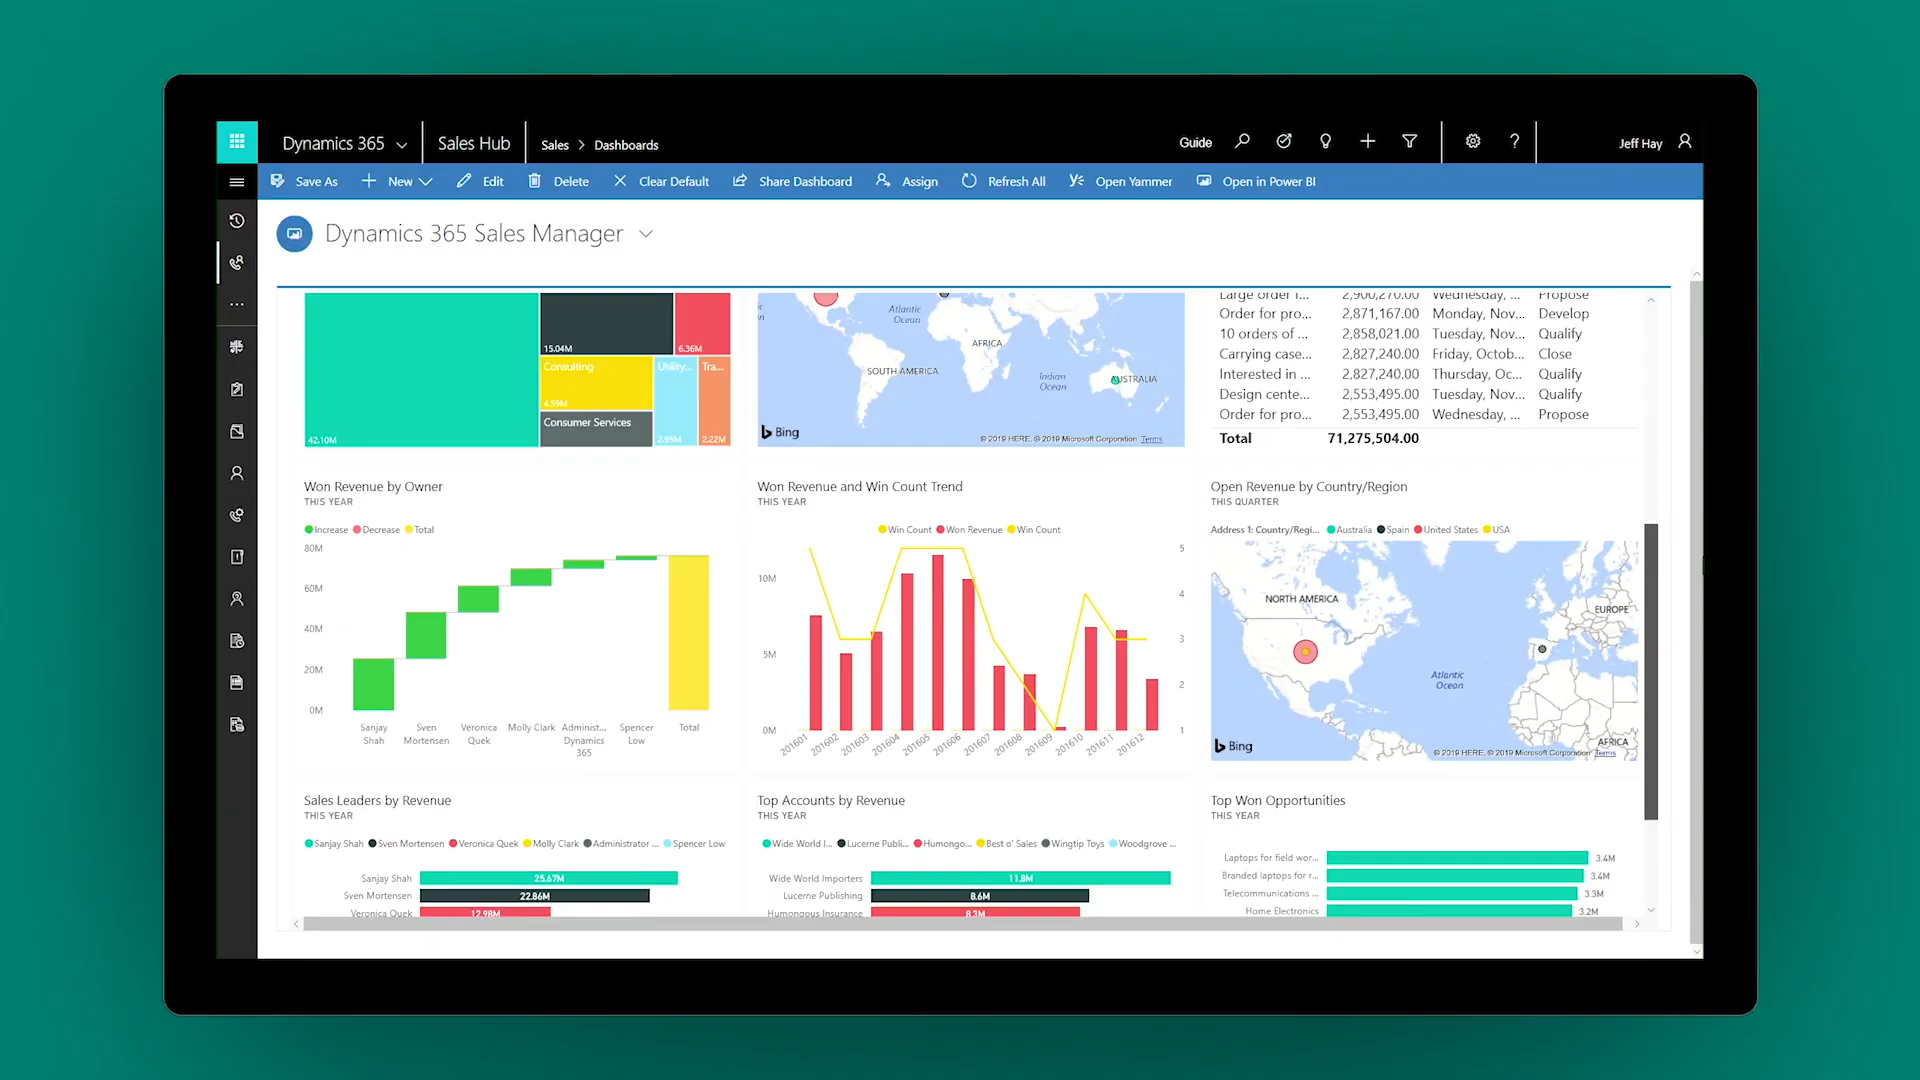 Dynamics 365
Sales Hub
Sales > Dashboards
Guide
Jeff Hay
Save As
New
Edit
Delete
Clear Default
Share Dashboard
Assign
Refresh All
Open Yammer
Open in Power BI
Dynamics 365 Sales Manager
42.10M
15.04M
6.36M
Consulting
4.59M
Consumer Services
Utility...
2.95M
Tra...
2.22M
Atlantic
Ocean
AFRICA
SOUTH AMERICA
Indian
Ocean
AUSTRALIA
Bing
© 2019 HERE, © 2019 Microsoft Corporation Terms
Large order f... 2,900,270.00 Wednesday, ... Propose
Order for pro... 2,871,167.00 Monday, Nov... Develop
10 orders of ... 2,858,021.00 Tuesday, Nov... Qualify
Carrying case... 2,827,240.00 Friday, Octob... Close
Interested in ... 2,827,240.00 Thursday, Oc... Qualify
Design cente... 2,553,495.00 Tuesday, Nov... Qualify
Order for pro... 2,553,495.00 Wednesday, ... Propose
Total 71,275,504.00
Won Revenue by Owner
THIS YEAR
Increase Decrease Total
80M
60M
40M
20M
0M
Sanjay
Shah
Sven
Mortensen
Veronica
Quek
Molly Clark
Administ...
Dynamics
365
Spencer
Low
Total
Won Revenue and Win Count Trend
THIS YEAR
Win Count Won Revenue Win Count
10M
5M
0M
5
4
3
2
1
201601
201602
201603
201604
201605
201606
201607
201608
201609
201610
201611
201612
Open Revenue by Country/Region
THIS QUARTER
Address 1: Country/Regi... Australia Spain United States USA
NORTH AMERICA
EUROPE
Atlantic
Ocean
AFRICA
Bing
© 2019 HERE, © 2019 Microsoft Corporation Terms
Sales Leaders by Revenue
THIS YEAR
Sanjay Shah Sven Mortensen Veronica Quek Molly Clark Administrator ... Spencer Low
Sanjay Shah 25.67M
Sven Mortensen 22.86M
Veronica Quek 12.98M
Top Accounts by Revenue
THIS YEAR
Wide World I... Lucerne Publi... Humongo... Best o' Sales Wingtip Toys Woodgrove ...
Wide World Importers 11.8M
Lucerne Publishing 8.6M
Humongous Insurance 8.3M
Top Won Opportunities
THIS YEAR
Laptops for field wor... 3.4M
Branded laptops for r... 3.4M
Telecommunications ... 3.3M
Home Electronics 3.2M